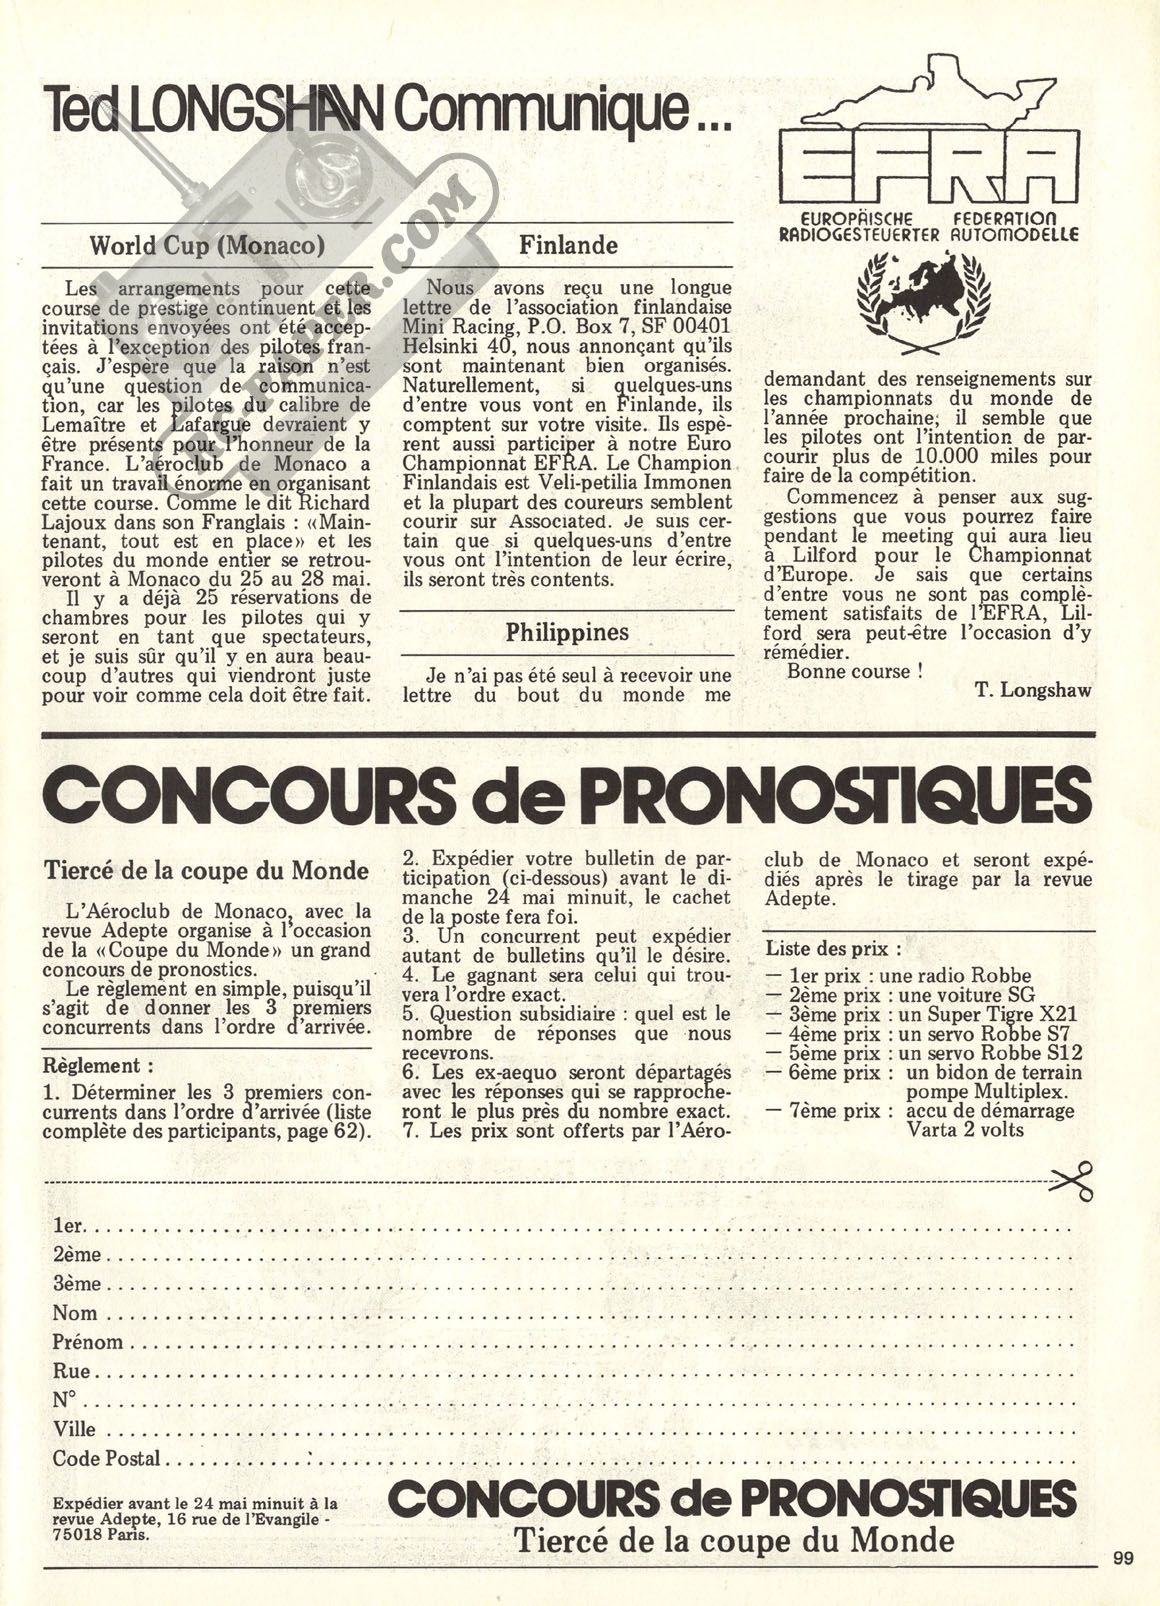 Ted LONGSHAW Communique...
EFRA
EUROPÄISCHE FEDERATION
RADIOGESTEUERTER AUTOMODELLE
World Cup (Monaco)
Les arrangements pour cette
course de prestige continuent et les
invitations envoyées ont été accep-
tées à l'exception des pilotes fran-
çais. J'espère que la raison n'est
qu'une question de communica-
tion, car les pilotes du calibre de
Lemaître et Lafargue devraient y
être présents pour l'honneur de la
France. L'aéroclub de Monaco a
fait un travail énorme en organisant
cette course. Comme le dit Richard
Lajoux dans son Franglais : «Main-
tenant, tout est en place» et les
pilotes du monde entier se retrou-
veront à Monaco du 25 au 28 mai.
Il y a déjà 25 réservations de
chambres pour les pilotes qui y
seront en tant que spectateurs,
et je suis sûr qu'il y en aura beau-
coup d'autres qui viendront juste
pour voir comme cela doit être fait.
Finlande
Nous avons reçu une longue
lettre de l'association finlandaise
Mini Racing, P.O. Box 7, SF 00401
Helsinki 40, nous annonçant qu'ils
sont maintenant bien organisés.
Naturellement, si quelques-uns
d'entre vous vont en Finlande, ils
comptent sur votre visite. Ils espè-
rent aussi participer à notre Euro
Championnat EFRA. Le Champion
Finlandais est Veli-petilia Immonen
et la plupart des coureurs semblent
courir sur Associated. Je suis cer-
tain que si quelques-uns d'entre
vous ont l'intention de leur écrire,
ils seront très contents.
Philippines
Je n'ai pas été seul à recevoir une
lettre du bout du monde me
demandant des renseignements sur
les championnats du monde de
l'année prochaine; il semble que
les pilotes ont l'intention de par-
courir plus de 10.000 miles pour
faire de la compétition.
Commencez à penser aux sug-
gestions que vous pourrez faire
pendant le meeting qui aura lieu
à Lilford pour le Championnat
d'Europe. Je sais que certains
d'entre vous ne sont pas complè-
tement satisfaits de l'EFRA, Lil-
ford sera peut-être l'occasion d'y
rémédier.
Bonne course !
T. Longshaw
RC-PAPER.COM
CONCOURS de PRONOSTIQUES
Tiercé de la coupe du Monde
L'Aéroclub de Monaco, avec la
revue Adepte organise à l'occasion
de la «Coupe du Monde» un grand
concours de pronostics.
Le règlement en simple, puisqu'il
s'agit de donner les 3 premiers
concurrents dans l'ordre d'arrivée.
Règlement :
1. Déterminer les 3 premiers con-
currents dans l'ordre d'arrivée (liste
complète des participants, page 62).
2. Expédier votre bulletin de par-
ticipation (ci-dessous) avant le di-
manche 24 mai minuit, le cachet
de la poste fera foi.
3. Un concurrent peut expédier
autant de bulletins qu'il le désire.
4. Le gagnant sera celui qui trou-
vera l'ordre exact.
5. Question subsidiaire : quel est le
nombre de réponses que nous
recevrons.
6. Les ex-aequo seront départagés
avec les réponses qui se rapproche-
ront le plus près du nombre exact.
7. Les prix sont offerts par l'Aéro-
club de Monaco et seront expé-
diés après le tirage par la revue
Adepte.
Liste des prix :
— 1er prix : une radio Robbe
— 2ème prix : une voiture SG
— 3ème prix : un Super Tigre X21
— 4ème prix : un servo Robbe S7
— 5ème prix : un servo Robbe S12
— 6ème prix : un bidon de terrain
pompe Multiplex.
— 7ème prix : accu de démarrage
Varta 2 volts
1er
2ème
3ème
Nom
Prénom
Rue
N°
Ville
Code Postal
Expédier avant le 24 mai minuit à la
revue Adepte, 16 rue de l'Evangile -
75018 Paris.
CONCOURS de PRONOSTIQUES
Tiercé de la coupe du Monde
99